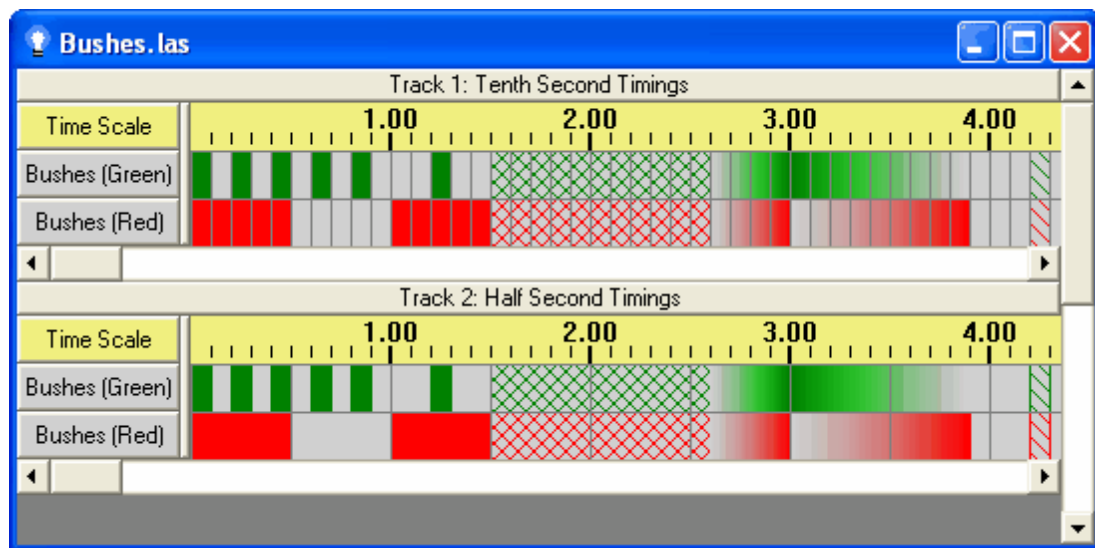 Bushes.las
Track 1: Tenth Second Timings
Time Scale 1.00 2.00 3.00 4.00
Bushes (Green)
Bushes (Red)
Track 2: Half Second Timings
Time Scale 1.00 2.00 3.00 4.00
Bushes (Green)
Bushes (Red)